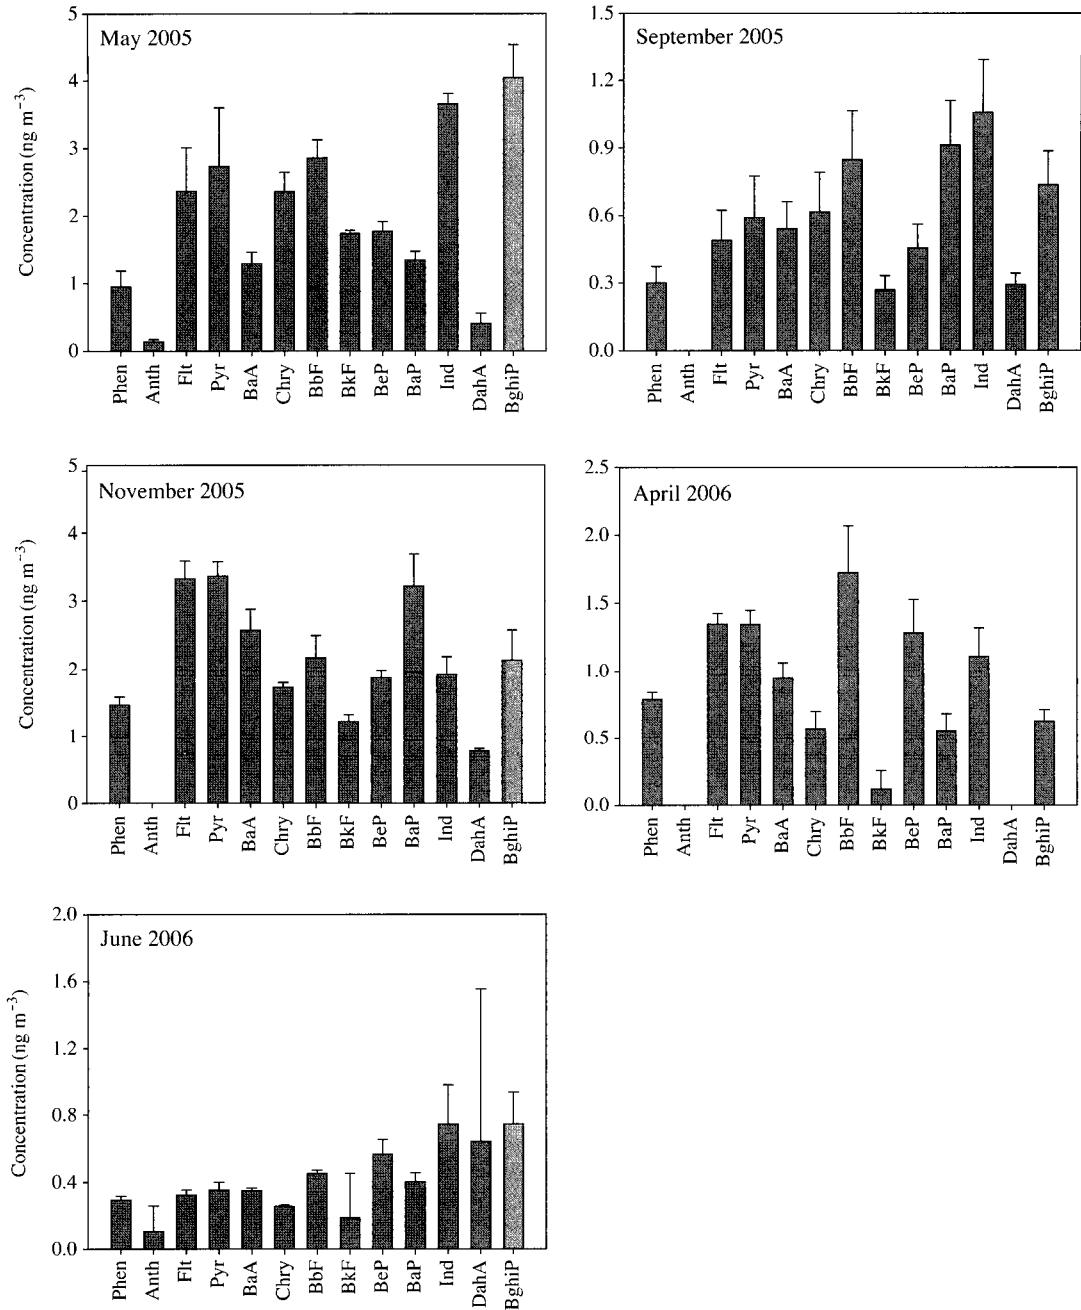 May 2005
Concentration (ng m⁻³)
5
4
3
2
1
0
Phen Anth Flt Pyr BaA Chry BbF BkF BeP BaP Ind DahA BghiP
September 2005
1.5
1.2
0.9
0.6
0.3
0.0
Phen Anth Flt Pyr BaA Chry BbF BkF BeP BaP Ind DahA BghiP
November 2005
Concentration (ng m⁻³)
5
4
3
2
1
0
Phen Anth Flt Pyr BaA Chry BbF BkF BeP BaP Ind DahA BghiP
April 2006
2.5
2.0
1.5
1.0
0.5
0.0
Phen Anth Flt Pyr BaA Chry BbF BkF BeP BaP Ind DahA BghiP
June 2006
Concentration (ng m⁻³)
2.0
1.6
1.2
0.8
0.4
0.0
Phen Anth Flt Pyr BaA Chry BbF BkF BeP BaP Ind DahA BghiP